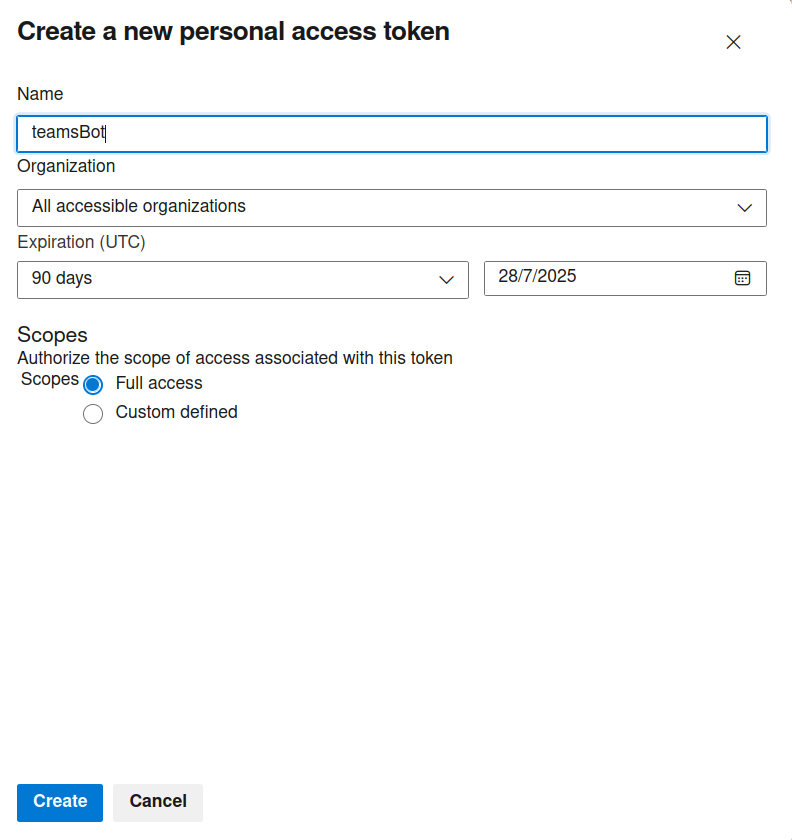 Create a new personal access token
Name
teamsBot
Organization
All accessible organizations
Expiration (UTC)
90 days
28/7/2025
Scopes
Authorize the scope of access associated with this token
Scopes
Full access
Custom defined
Create
Cancel